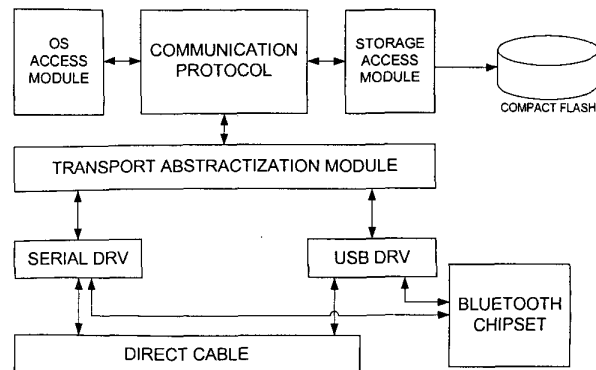 OS
ACCESS
MODULE
COMMUNICATION
PROTOCOL
STORAGE
ACCESS
MODULE
COMPACT FLASH
TRANSPORT ABSTRACTIZATION MODULE
SERIAL DRV
USB DRV
BLUETOOTH
CHIPSET
DIRECT CABLE